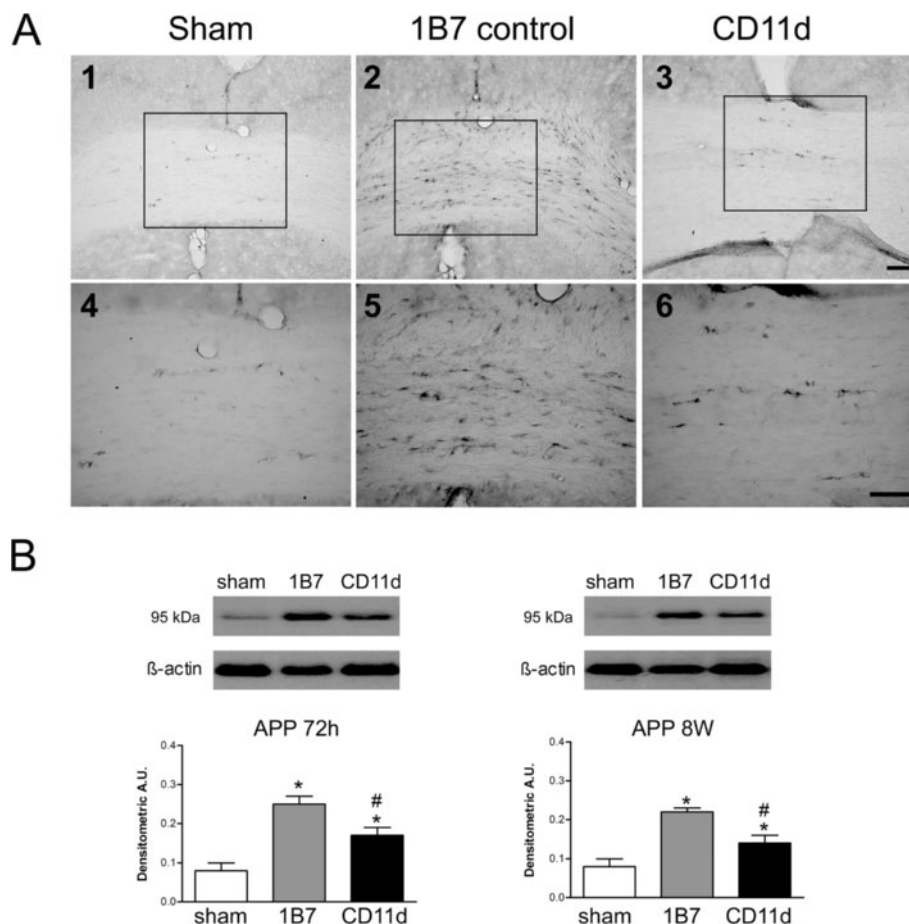 A
Sham 1B7 control CD11d
1 2 3
4 5 6
B
sham 1B7 CD11d
95 kDa
ß-actin
sham 1B7 CD11d
95 kDa
ß-actin
APP 72h
Densitometric A.U.
0.4
0.3
0.2
0.1
0.0
*
#
*
sham 1B7 CD11d
APP 8W
Densitometric A.U.
0.4
0.3
0.2
0.1
0.0
*
#
*
sham 1B7 CD11d